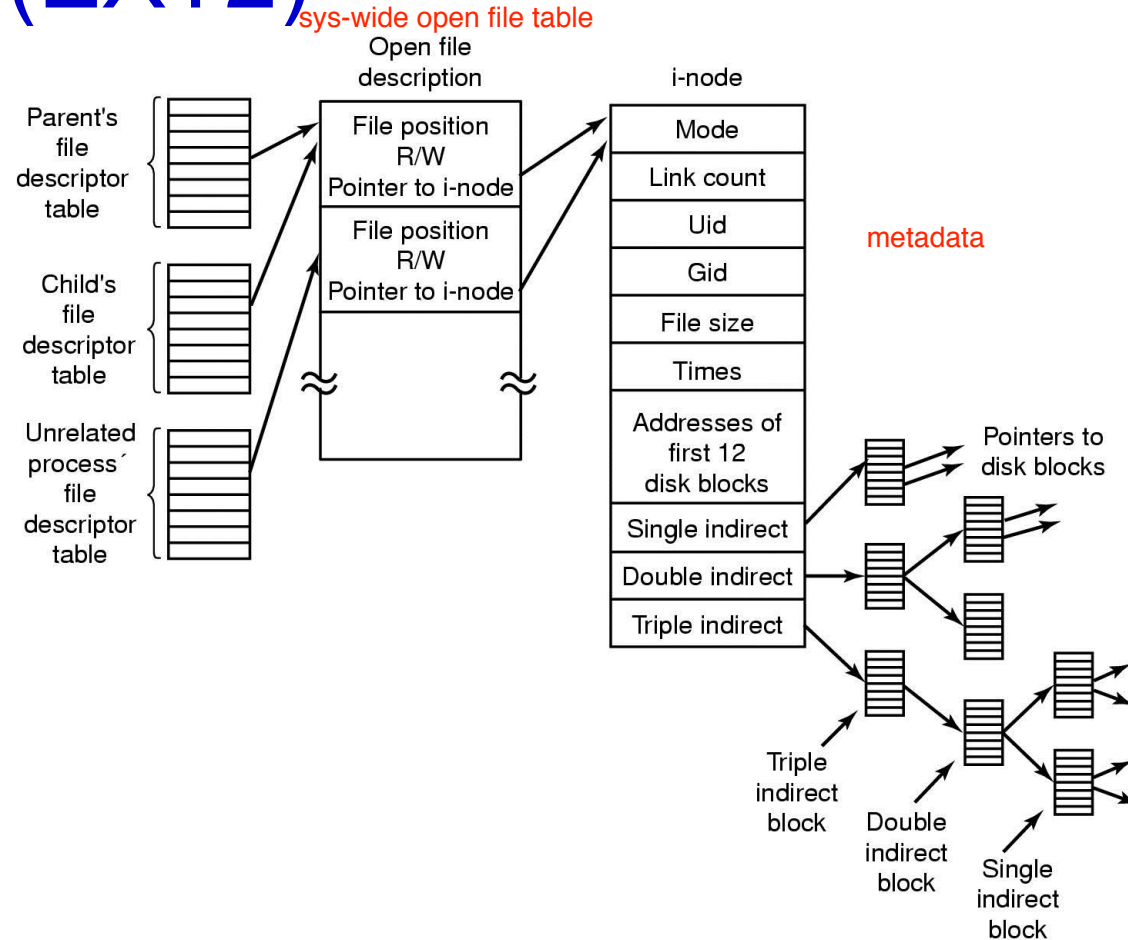 (EXT2)
sys-wide open file table
Open file
description
i-node
Parent's
file
descriptor
table
File position
R/W
Pointer to i-node
File position
R/W
Pointer to i-node
Child's
file
descriptor
table
Unrelated
process´
file
descriptor
table
Mode
Link count
Uid
Gid
File size
Times
Addresses of
first 12
disk blocks
Single indirect
Double indirect
Triple indirect
metadata
Pointers to
disk blocks
Triple
indirect
block
Double
indirect
block
Single
indirect
block